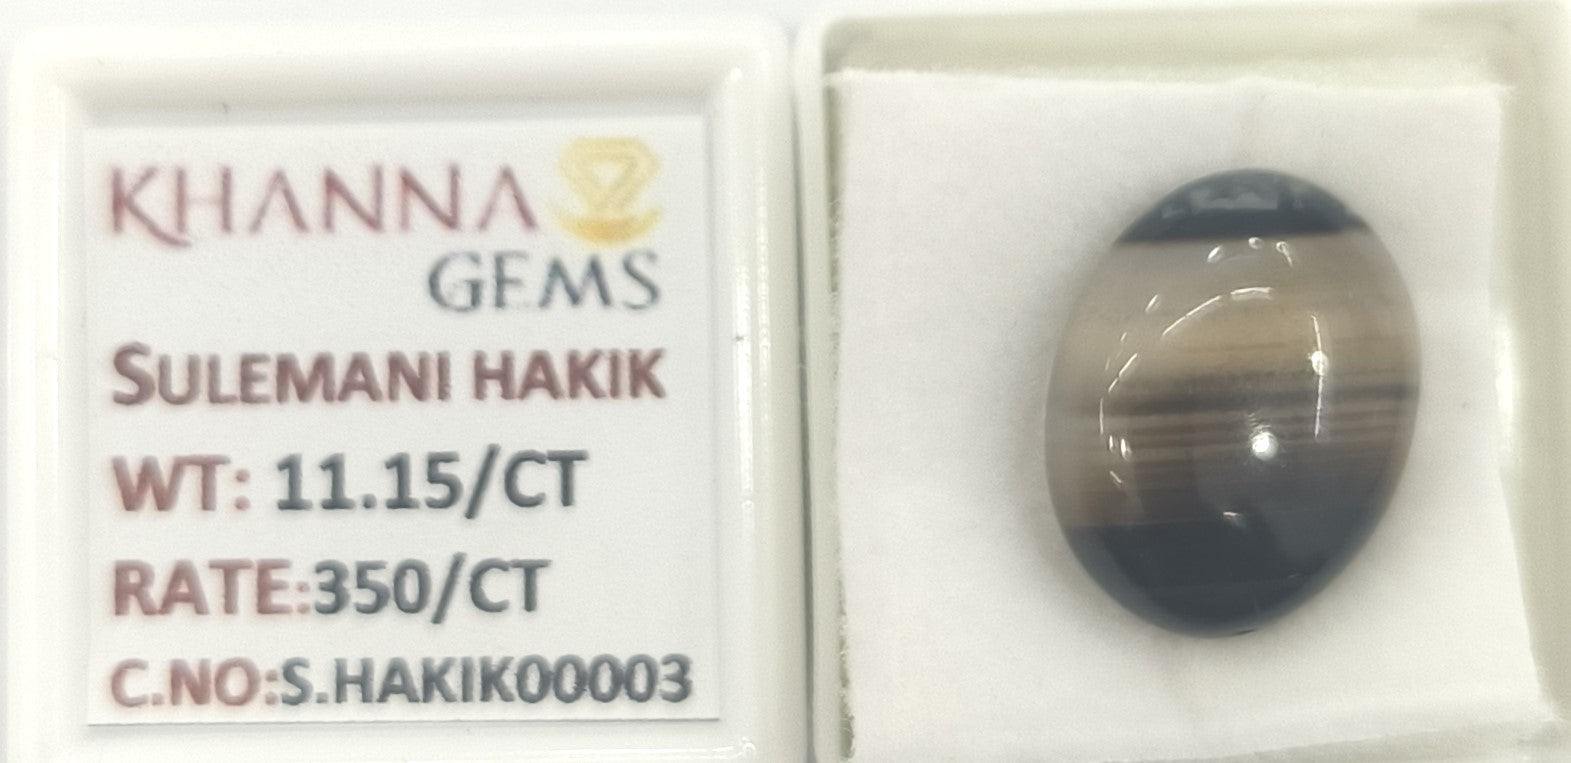 KHANNA
GEMS
SULEMANI HAKIK
WT: 11.15/CT
RATE:350/CT
C.NO:S.HAKIK00003